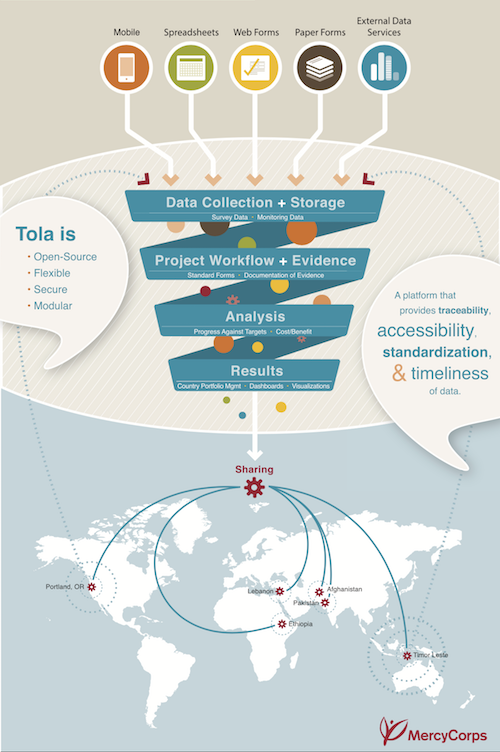 Mobile
Spreadsheets
Web Forms
Paper Forms
External Data
Services
Data Collection + Storage
Survey Data · Monitoring Data
Tola is
• Open-Source
• Flexible
• Secure
• Modular
Project Workflow + Evidence
Standard Forms · Documentation of Evidence
A platform that
provides traceability,
accessibility,
standardization,
& timeliness
of data.
Analysis
Progress Against Targets · Cost/Benefit
Results
Country Portfolio Mgmt · Dashboards · Visualizations
Sharing
Portland, OR
Lebanon
Afghanistan
Pakistan
Ethiopia
Timor Leste
MercyCorps